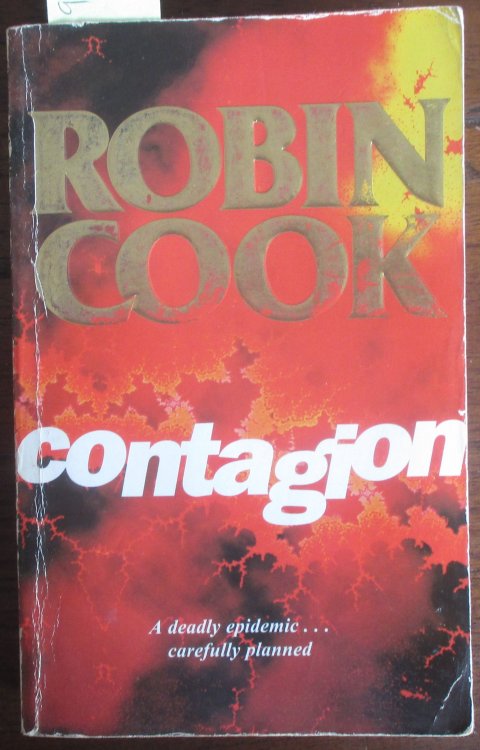 ROBIN
COOK
contagion
A deadly epidemic . . .
carefully planned